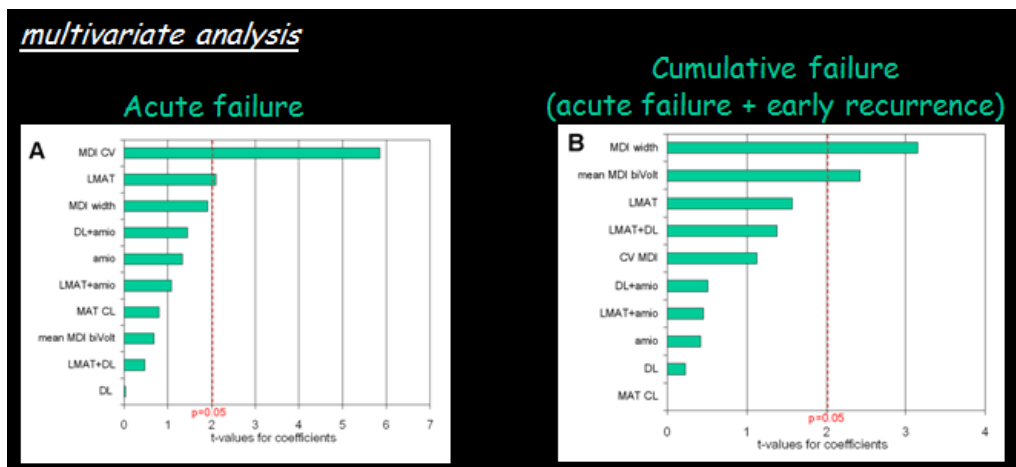 multivariate analysis
Acute failure
A
MDI CV
LMAT
MDI width
DL+amio
amio
LMAT+amio
MAT CL
mean MDI biVolt
LMAT+DL
DL
0 1 2 3 4 5 6 7
p=0.05
t-values for coefficients
Cumulative failure
(acute failure + early recurrence)
B
MDI width
mean MDI biVolt
LMAT
LMAT+DL
CV MDI
DL+amio
LMAT+amio
amio
DL
MAT CL
0 1 2 3 4
p=0.05
t-values for coefficients